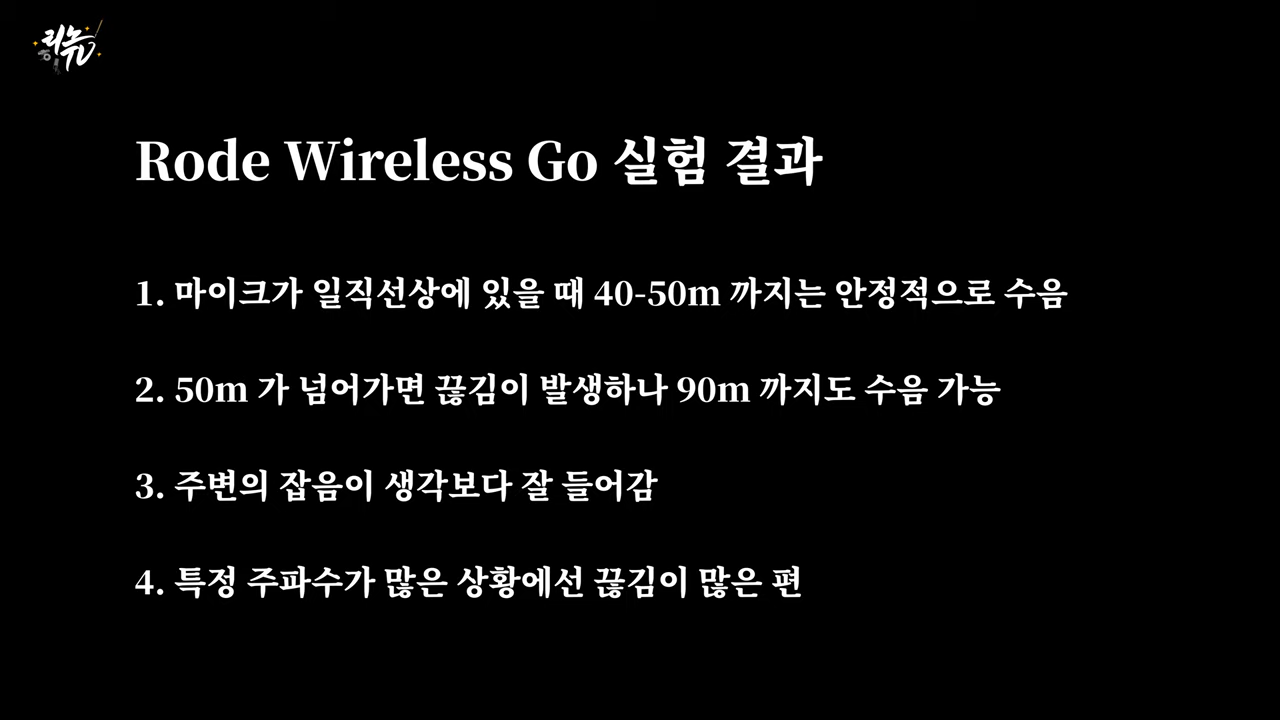 Rode Wireless Go 실험 결과
1. 마이크가 일직선상에 있을 때 40-50m 까지는 안정적으로 수음
2. 50m 가 넘어가면 끊김이 발생하나 90m 까지도 수음 가능
3. 주변의 잡음이 생각보다 잘 들어감
4. 특정 주파수가 많은 상황에선 끊김이 많은 편